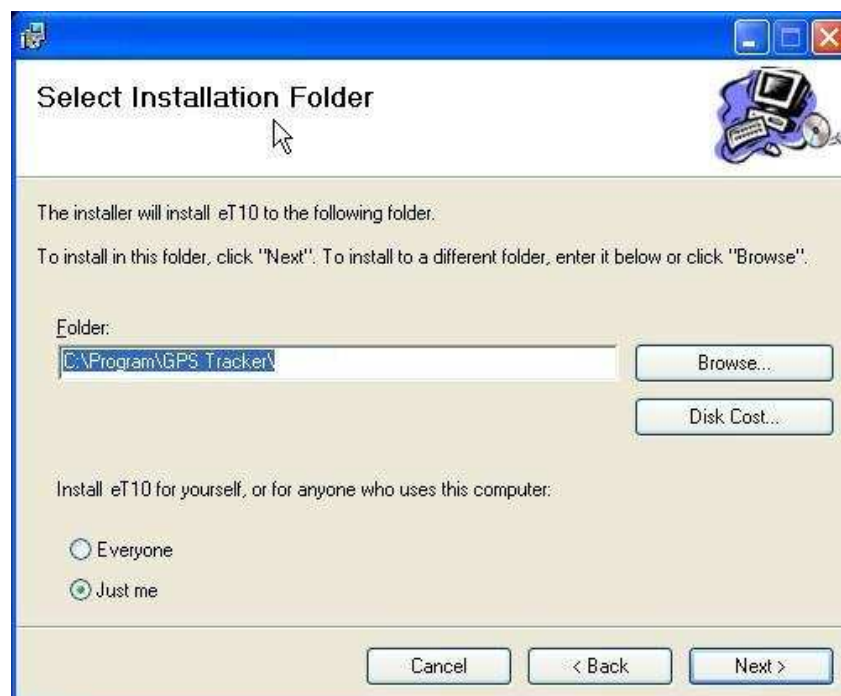 Select Installation Folder
The installer will install eT10 to the following folder.
To install in this folder, click "Next". To install to a different folder, enter it below or click "Browse".
Folder:
C:\Program\GPS Tracker\
Browse...
Disk Cost...
Install eT10 for yourself, or for anyone who uses this computer:
Everyone
Just me
Cancel
< Back
Next >